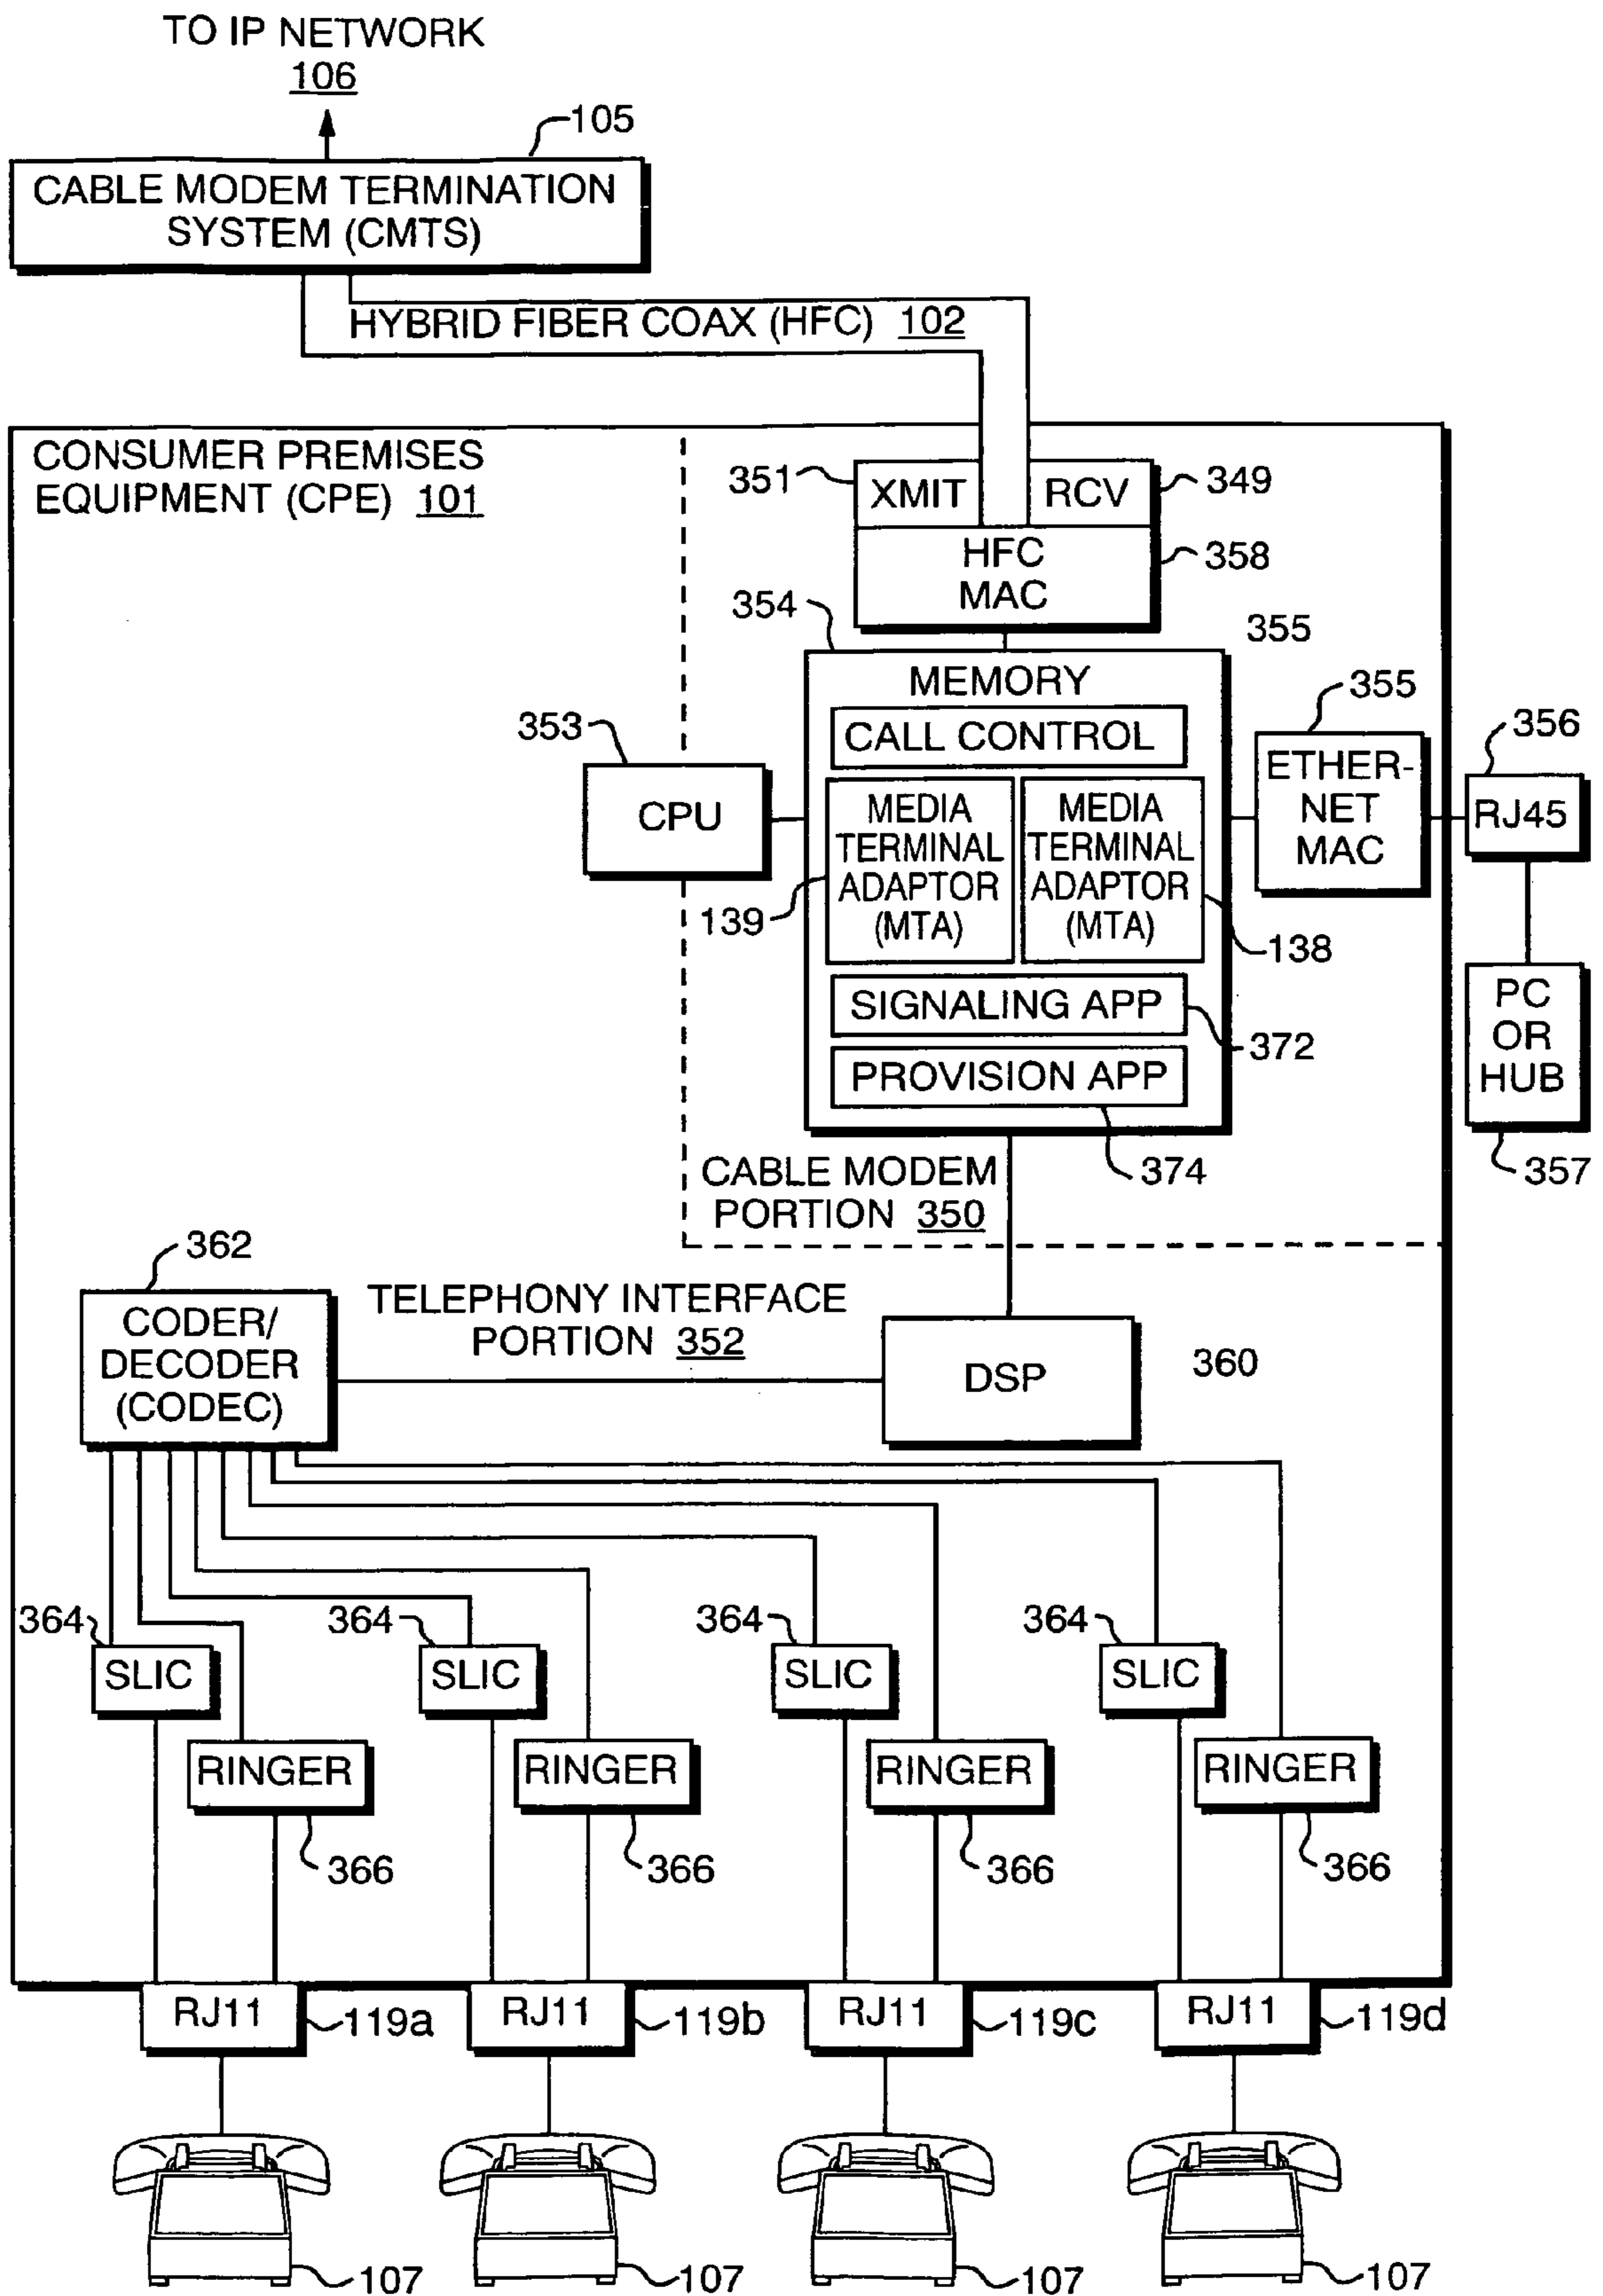 TO IP NETWORK
106
105
CABLE MODEM TERMINATION
SYSTEM (CMTS)
HYBRID FIBER COAX (HFC) 102
CONSUMER PREMISES
EQUIPMENT (CPE) 101
351
XMIT
RCV
349
HFC
MAC
358
354
355
MEMORY
CALL CONTROL
353
CPU
MEDIA
TERMINAL
ADAPTOR
(MTA)
139
MEDIA
TERMINAL
ADAPTOR
(MTA)
138
355
ETHER-
NET
MAC
356
RJ45
SIGNALING APP
372
PROVISION APP
374
PC
OR
HUB
357
CABLE MODEM
PORTION 350
362
CODER/
DECODER
(CODEC)
TELEPHONY INTERFACE
PORTION 352
DSP
360
364
SLIC
364
SLIC
364
SLIC
364
SLIC
RINGER
366
RINGER
366
RINGER
366
RINGER
366
RJ11
119a
RJ11
119b
RJ11
119c
RJ11
119d
107
107
107
107